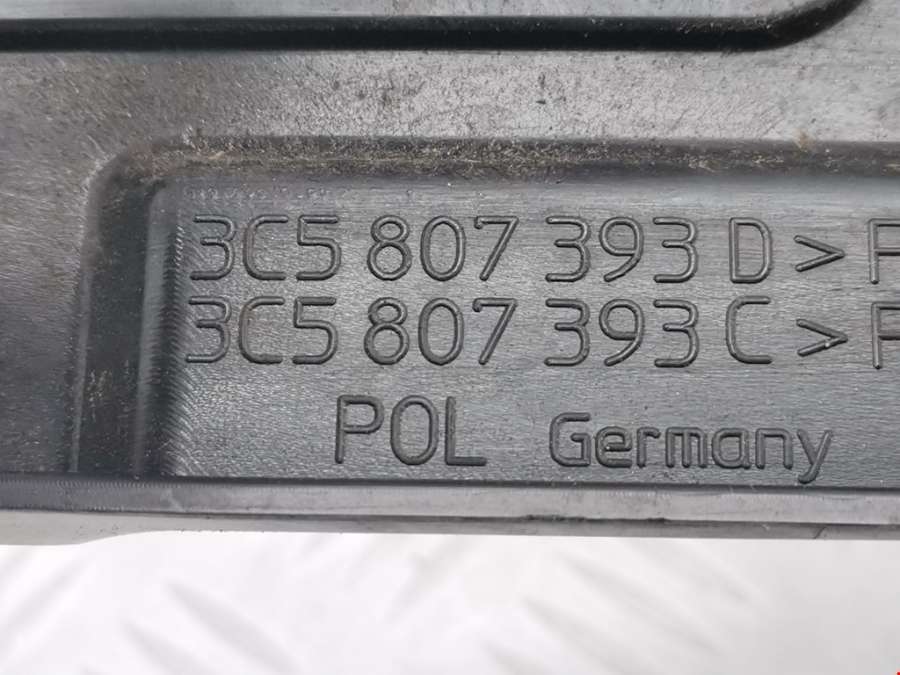 3C5 807 393 D >P
3C5 807 393 C >P
POL Germany